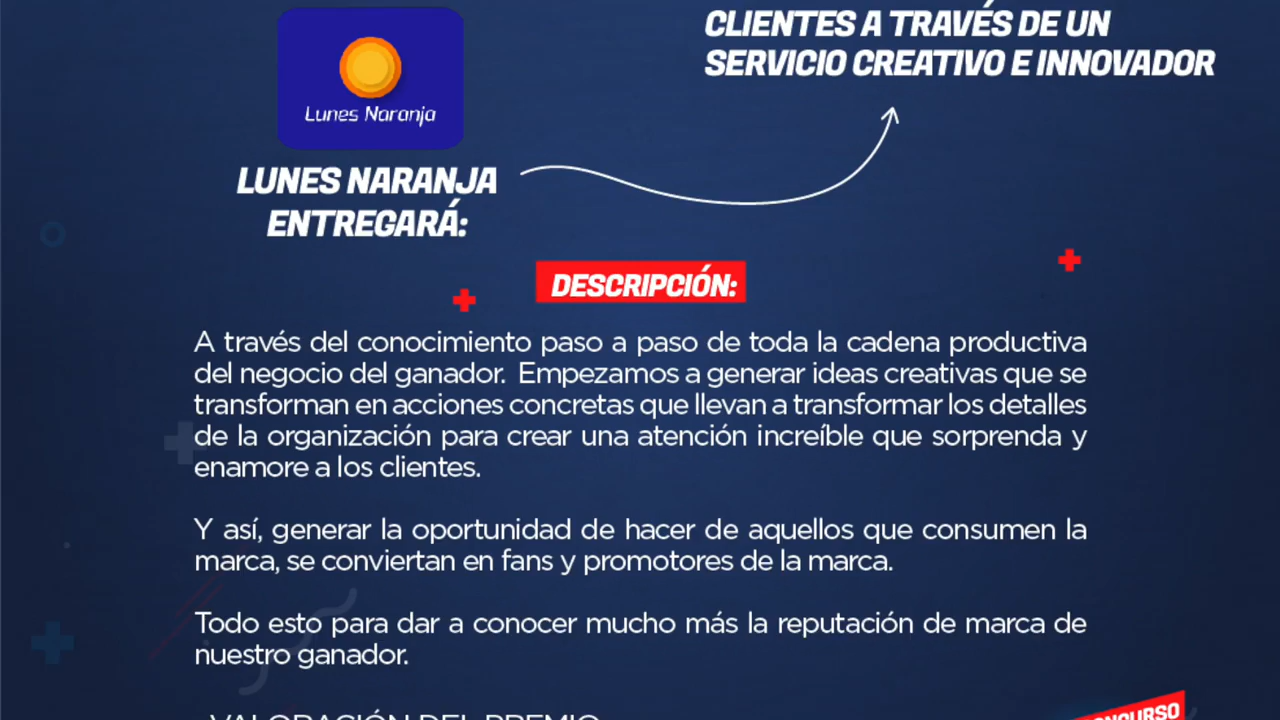 CLIENTES A TRAVÉS DE UN
SERVICIO CREATIVO E INNOVADOR
Lunes Naranja
LUNES NARANJA
ENTREGARÁ:
DESCRIPCIÓN:
A través del conocimiento paso a paso de toda la cadena productiva
del negocio del ganador. Empezamos a generar ideas creativas que se
transforman en acciones concretas que llevan a transformar los detalles
de la organización para crear una atención increíble que sorprenda y
enamore a los clientes.
Y así, generar la oportunidad de hacer de aquellos que consumen la
marca, se conviertan en fans y promotores de la marca.
Todo esto para dar a conocer mucho más la reputación de marca de
nuestro ganador.
VALORACIÓN DEL PREMIO
CONCURSO